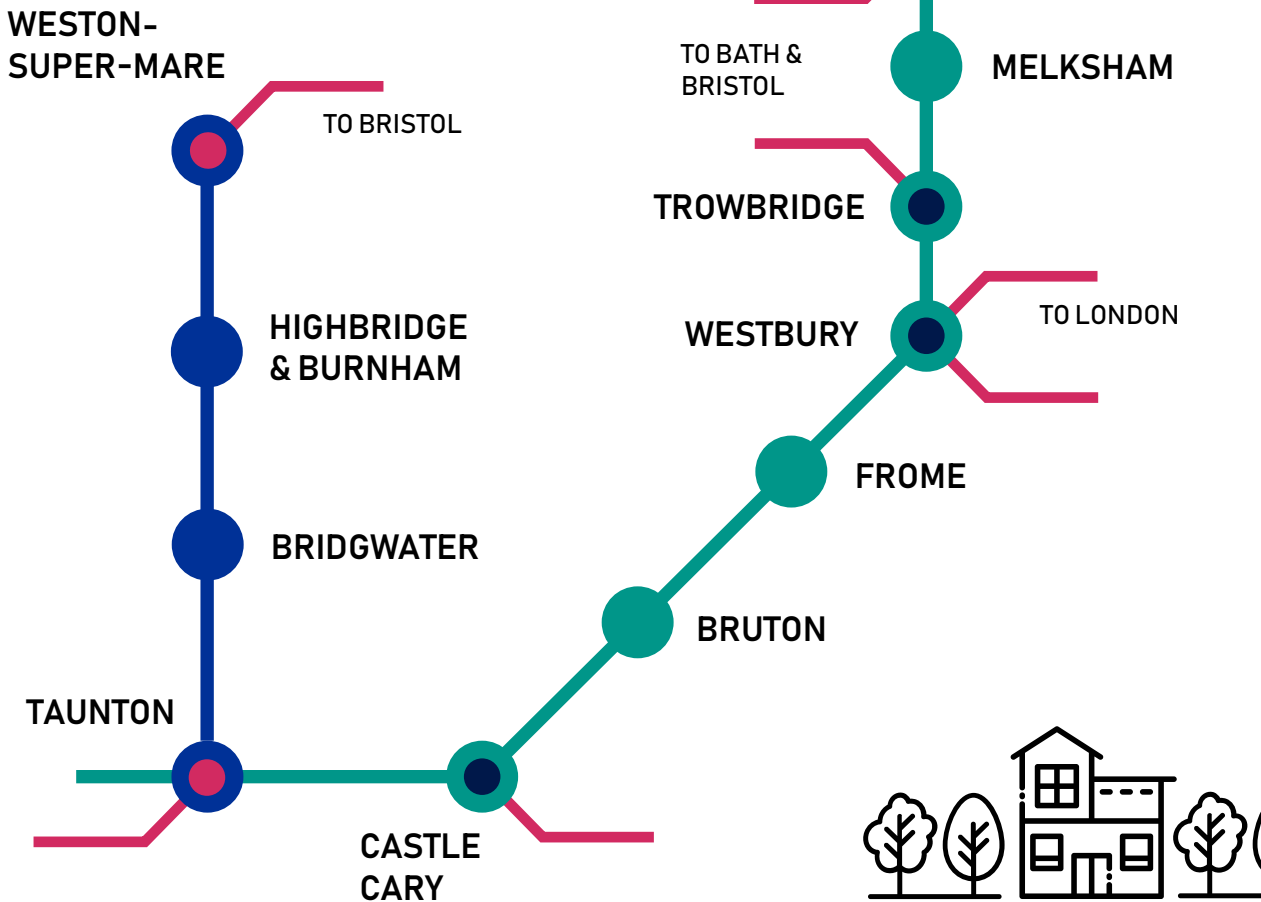 WESTON-
SUPER-MARE
TO BRISTOL
TO BATH &
BRISTOL
MELKSHAM
TROWBRIDGE
WESTBURY
TO LONDON
HIGHBRIDGE
& BURNHAM
FROME
BRIDGWATER
BRUTON
TAUNTON
CASTLE
CARY